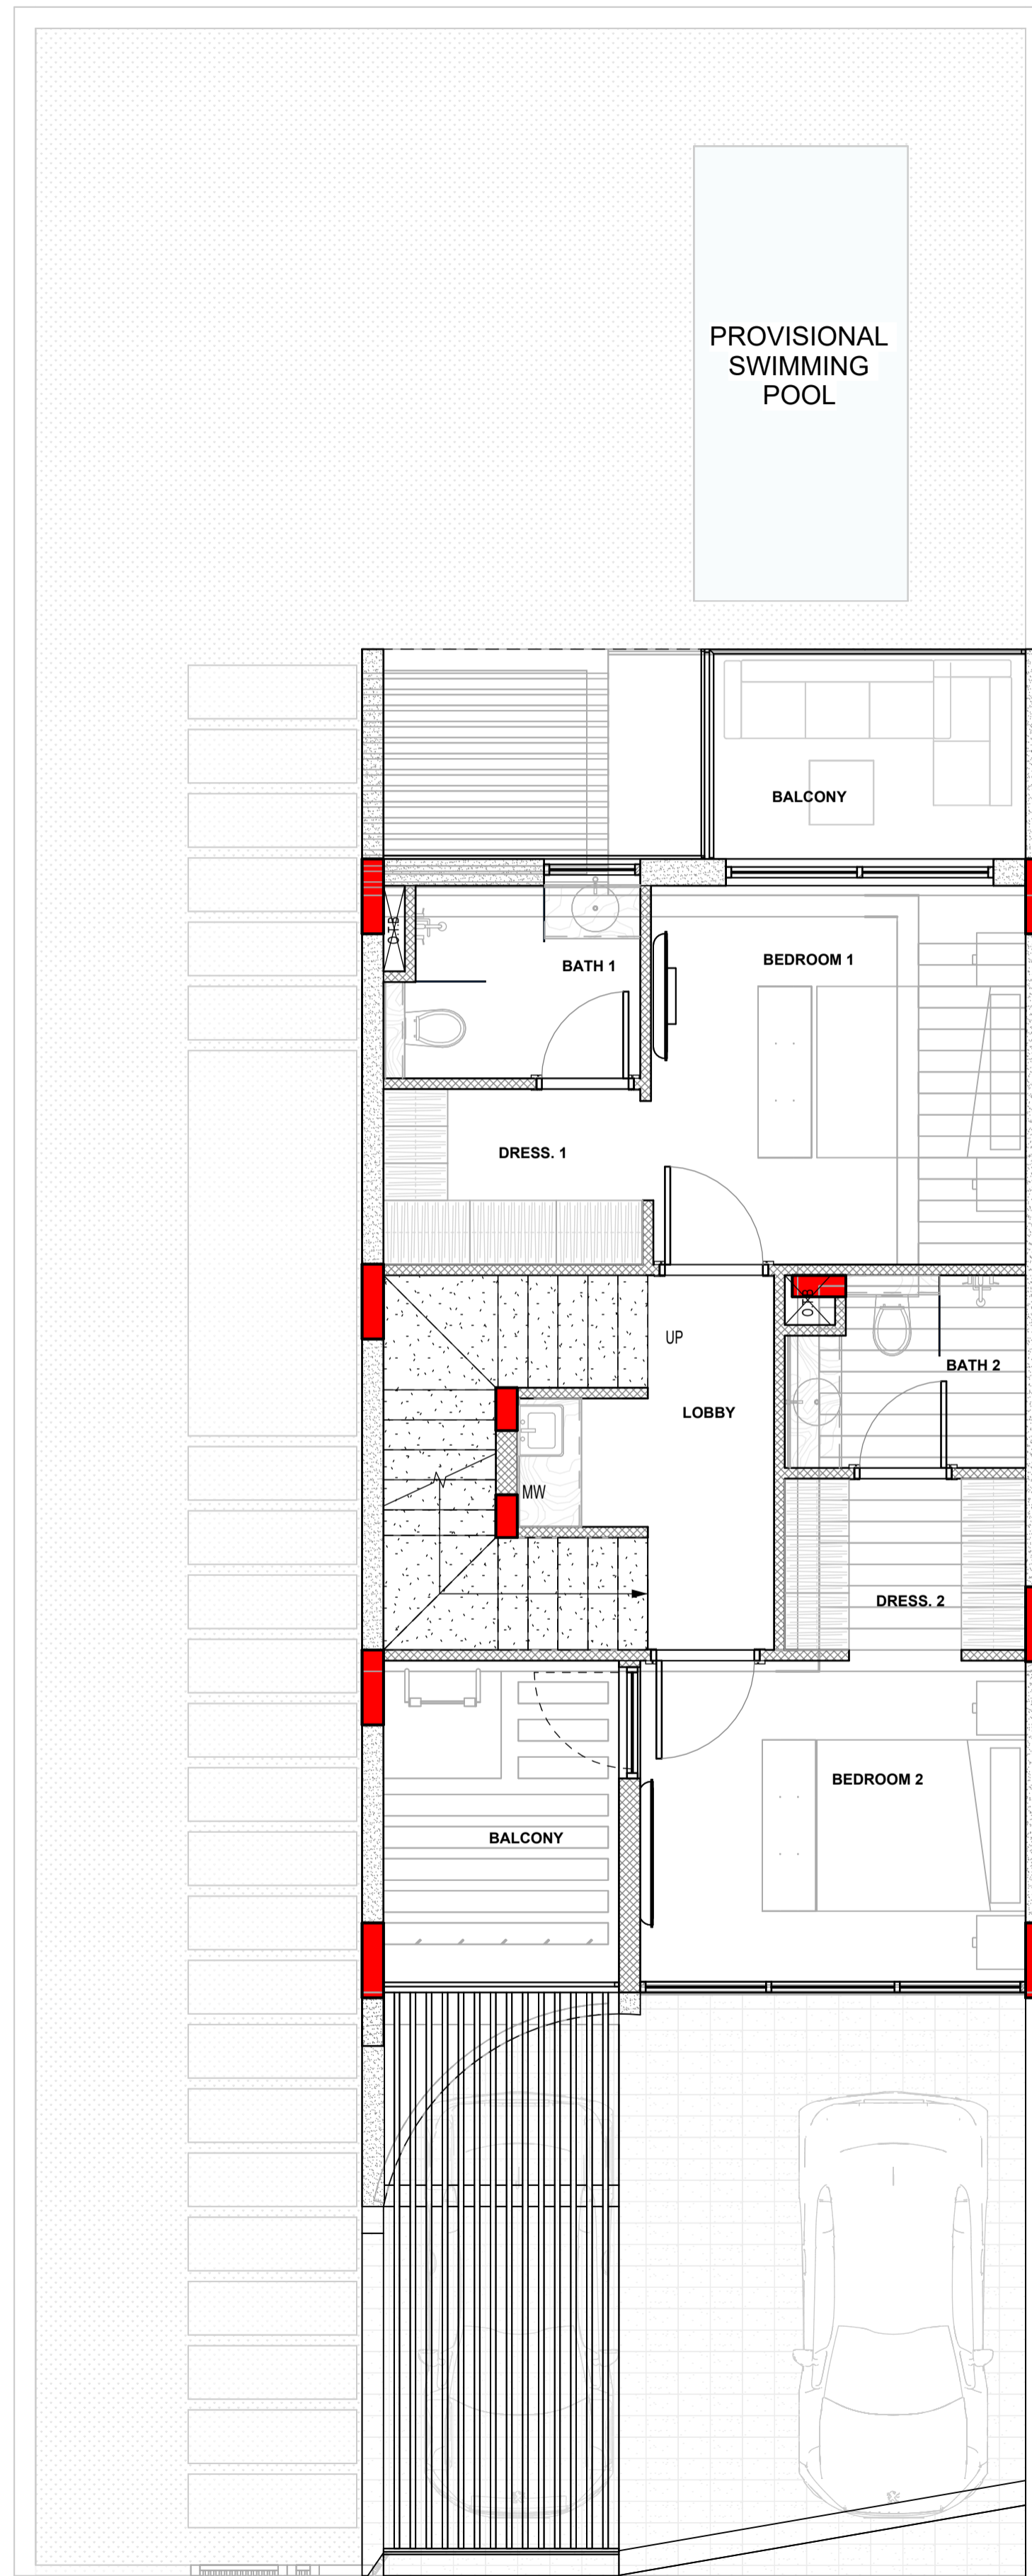 PROVISIONAL
SWIMMING
POOL
BALCONY
O.T.B
BATH 1
BEDROOM 1
DRESS. 1
O.T.B
UP
BATH 2
LOBBY
MW
DRESS. 2
BEDROOM 2
BALCONY